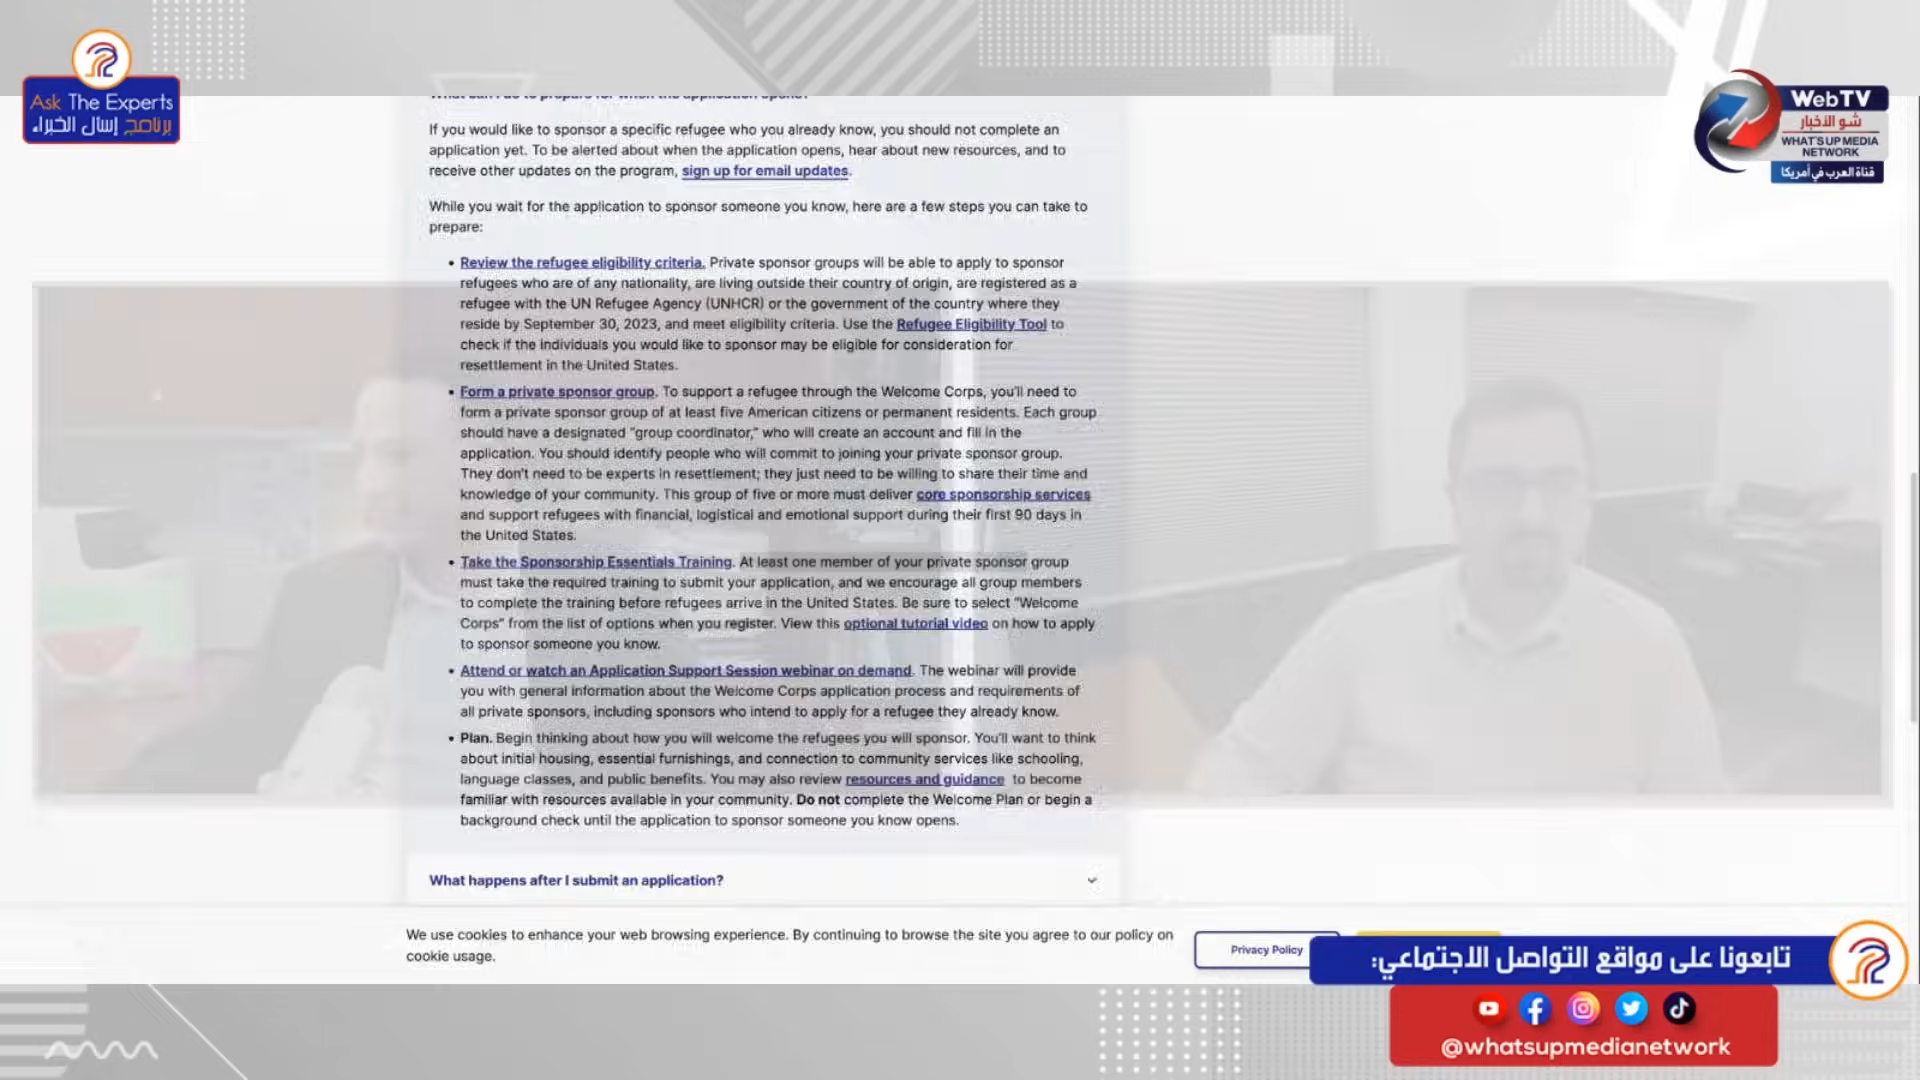 Ask The Experts
برنامج إسأل الخبراء
WebTV
شو الأخبار
WHAT'S UP MEDIA
NETWORK
قناة العرب في أمريكا
What can I do to prepare for when the application opens?
If you would like to sponsor a specific refugee who you already know, you should not complete an
application yet. To be alerted about when the application opens, hear about new resources, and to
receive other updates on the program, sign up for email updates.
While you wait for the application to sponsor someone you know, here are a few steps you can take to
prepare:
• Review the refugee eligibility criteria. Private sponsor groups will be able to apply to sponsor
refugees who are of any nationality, are living outside their country of origin, are registered as a
refugee with the UN Refugee Agency (UNHCR) or the government of the country where they
reside by September 30, 2023, and meet eligibility criteria. Use the Refugee Eligibility Tool to
check if the individuals you would like to sponsor may be eligible for consideration for
resettlement in the United States.
• Form a private sponsor group. To support a refugee through the Welcome Corps, you'll need to
form a private sponsor group of at least five American citizens or permanent residents. Each group
should have a designated "group coordinator," who will create an account and fill in the
application. You should identify people who will commit to joining your private sponsor group.
They don't need to be experts in resettlement; they just need to be willing to share their time and
knowledge of your community. This group of five or more must deliver core sponsorship services
and support refugees with financial, logistical and emotional support during their first 90 days in
the United States.
• Take the Sponsorship Essentials Training. At least one member of your private sponsor group
must take the required training to submit your application, and we encourage all group members
to complete the training before refugees arrive in the United States. Be sure to select "Welcome
Corps" from the list of options when you register. View this optional tutorial video on how to apply
to sponsor someone you know.
• Attend or watch an Application Support Session webinar on demand. The webinar will provide
you with general information about the Welcome Corps application process and requirements of
all private sponsors, including sponsors who intend to apply for a refugee they already know.
• Plan. Begin thinking about how you will welcome the refugees you will sponsor. You'll want to think
about initial housing, essential furnishings, and connection to community services like schooling,
language classes, and public benefits. You may also review resources and guidance to become
familiar with resources available in your community. Do not complete the Welcome Plan or begin a
background check until the application to sponsor someone you know opens.
What happens after I submit an application?
We use cookies to enhance your web browsing experience. By continuing to browse the site you agree to our policy on
cookie usage.
Privacy Policy
تابعونا على مواقع التواصل الاجتماعي:
@whatsupmedianetwork